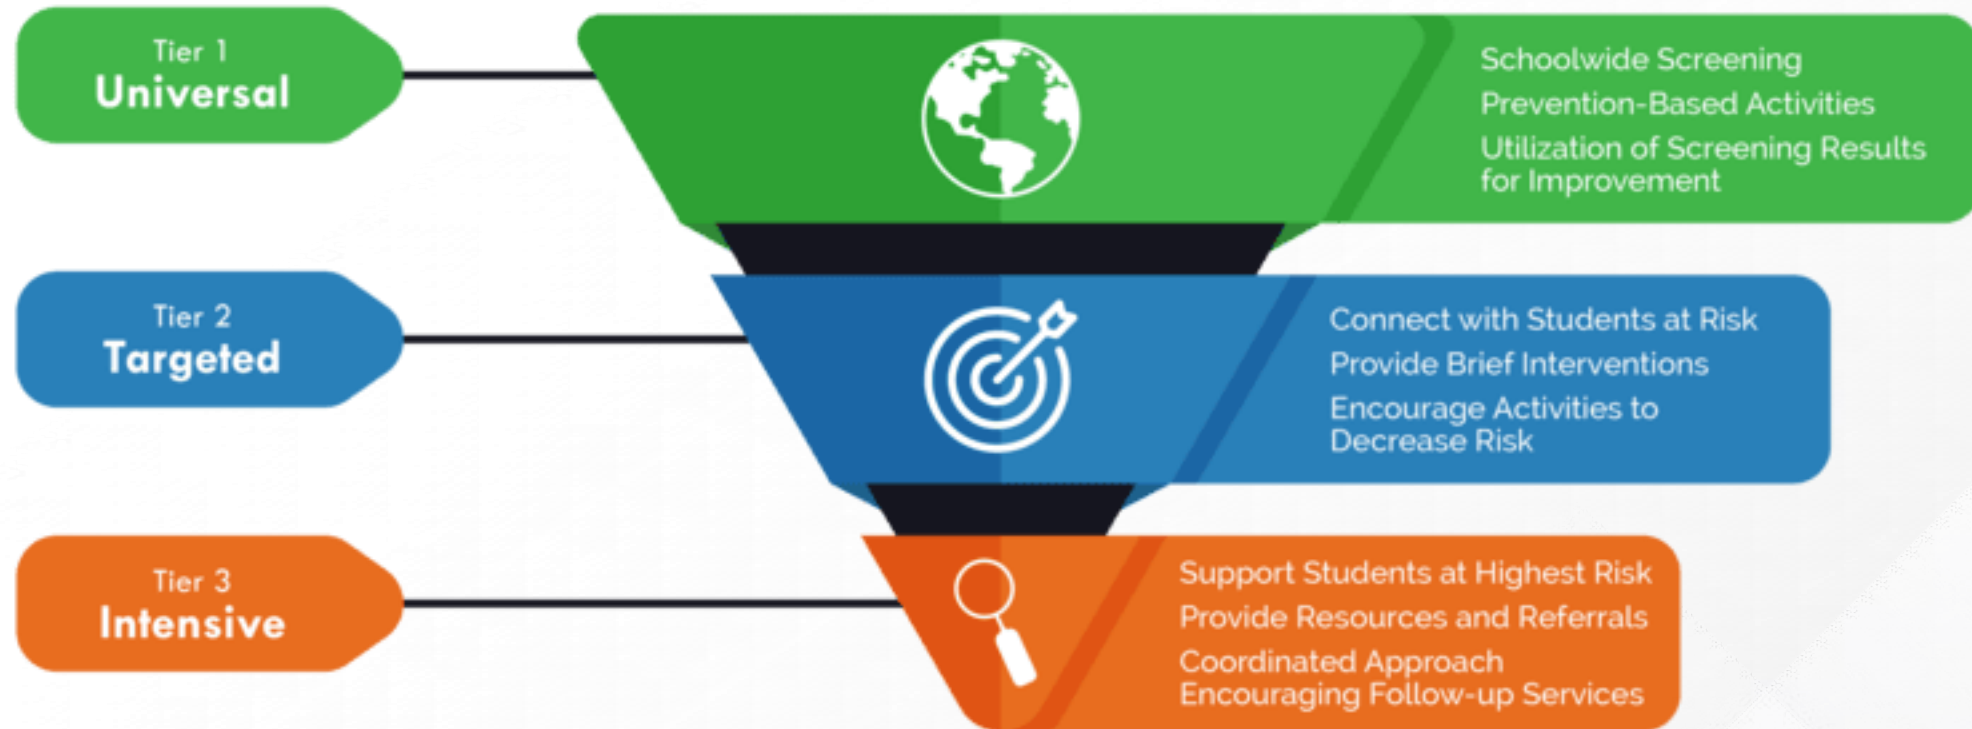 Tier 1
Universal
Schoolwide Screening
Prevention-Based Activities
Utilization of Screening Results
for Improvement
Tier 2
Targeted
Connect with Students at Risk
Provide Brief Interventions
Encourage Activities to
Decrease Risk
Tier 3
Intensive
Support Students at Highest Risk
Provide Resources and Referrals
Coordinated Approach
Encouraging Follow-up Services